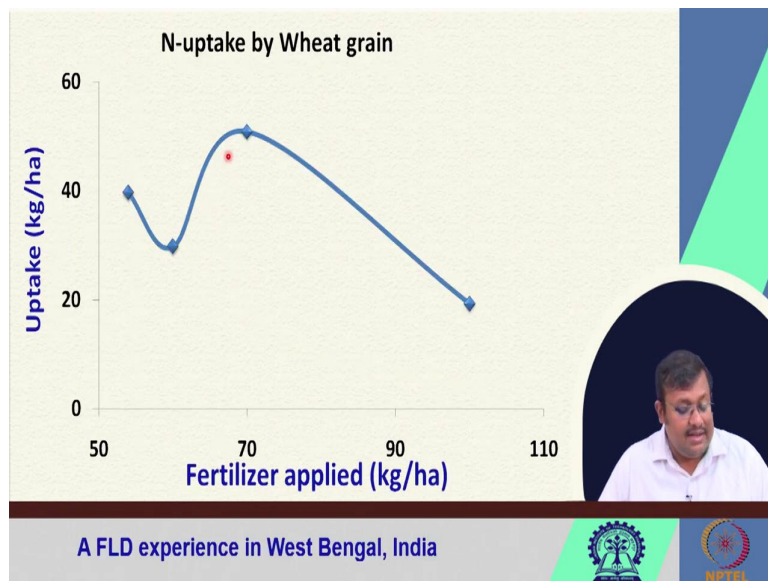 N-uptake by Wheat grain
60
40
20
0
Uptake (kg/ha)
50 70 90 110
Fertilizer applied (kg/ha)
A FLD experience in West Bengal, India
NPTEL